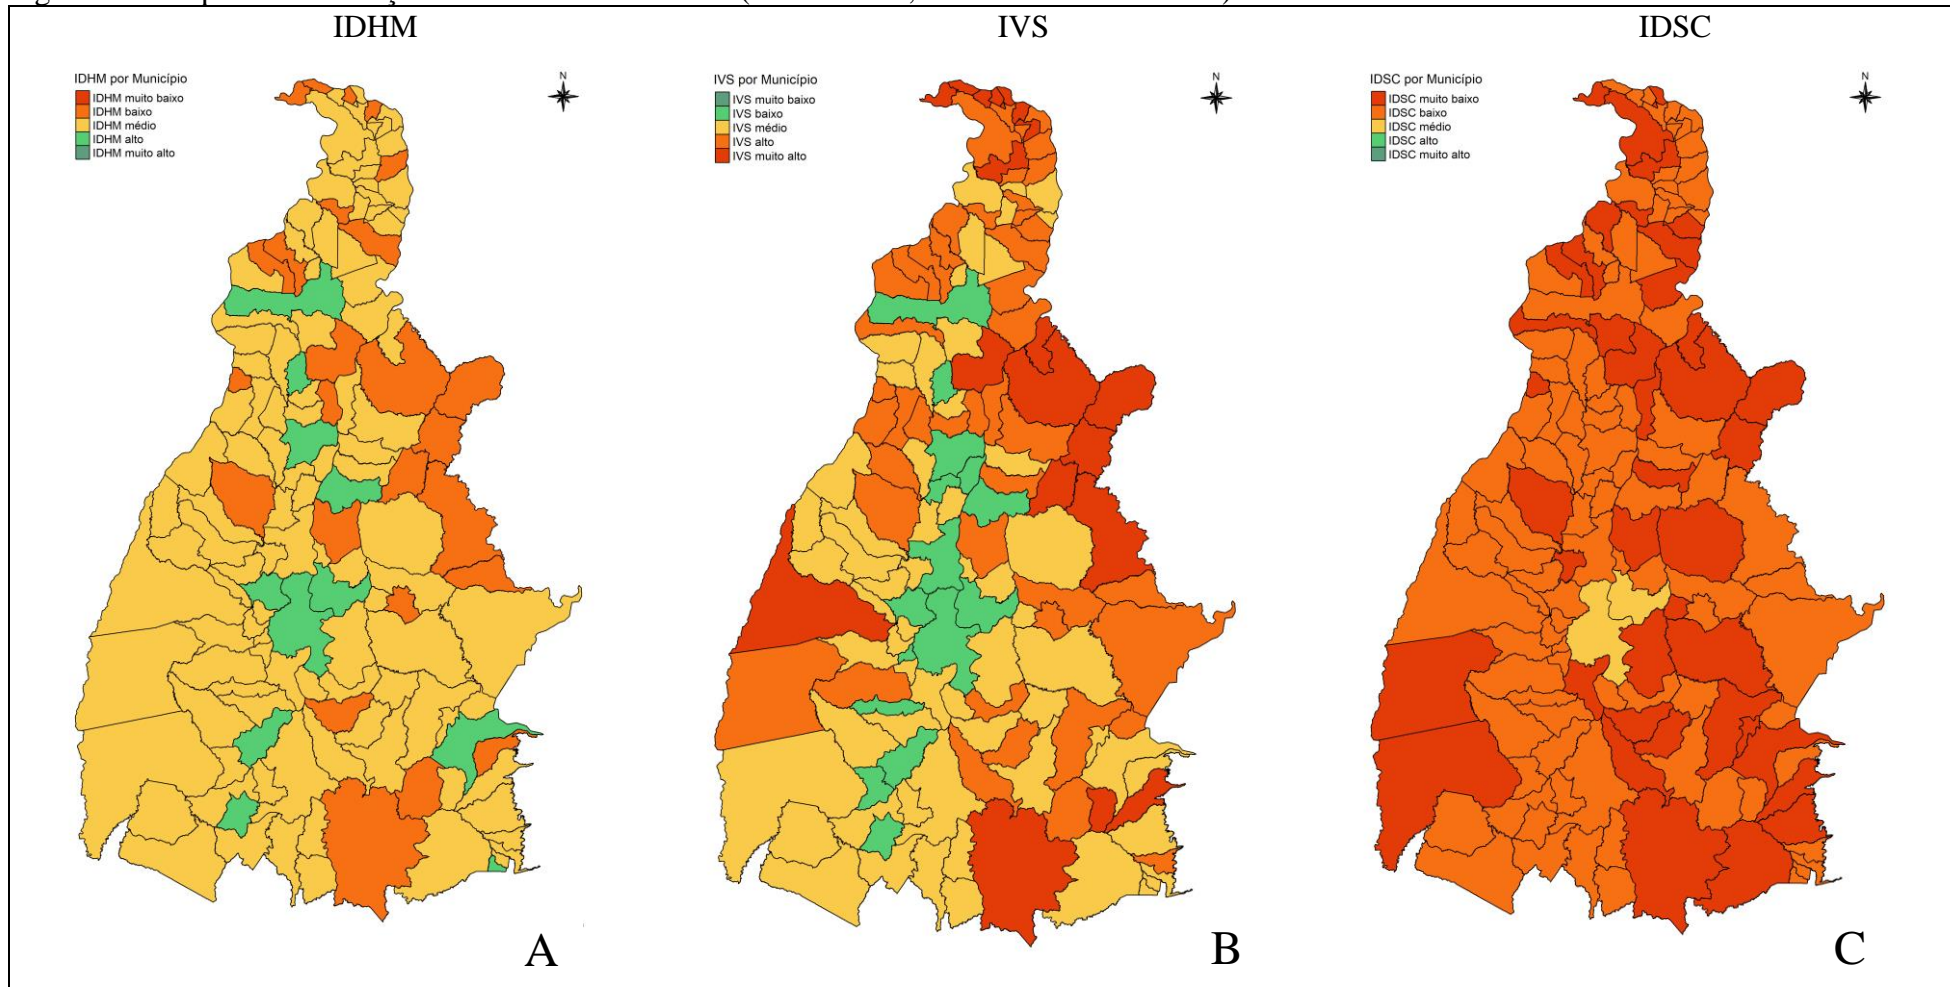 IDHM
IVS
IDSC
IDHM por Município
IDHM muito baixo
IDHM baixo
IDHM médio
IDHM alto
IDHM muito alto
N
IVS por Município
IVS muito baixo
IVS baixo
IVS médio
IVS alto
IVS muito alto
N
IDSC por Município
IDSC muito baixo
IDSC baixo
IDSC médio
IDSC alto
IDSC muito alto
N
A
B
C